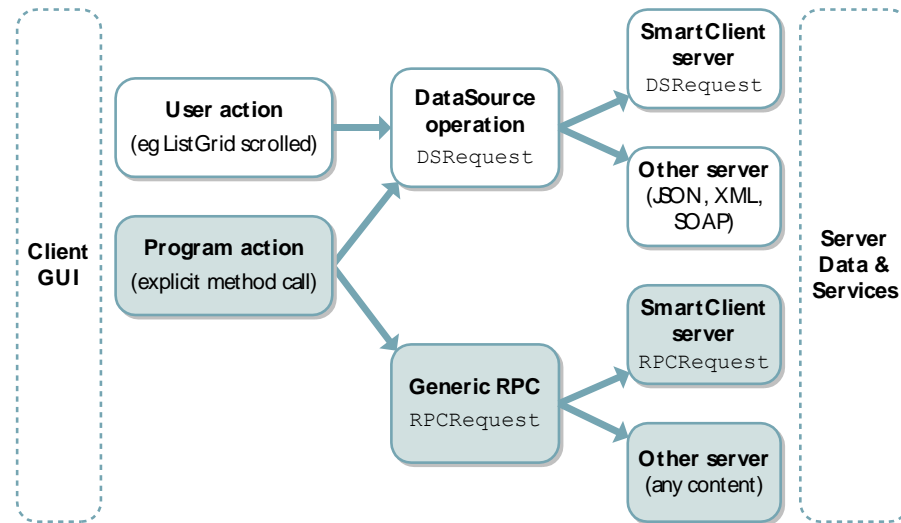 Client
GUI
User action
(eg ListGrid scrolled)
Program action
(explicit method call)
DataSource
operation
DSRequest
Generic RPC
RPCRequest
SmartClient
server
DSRequest
Other server
(JSON, XML,
SOAP)
SmartClient
server
RPCRequest
Other server
(any content)
Server
Data &
Services